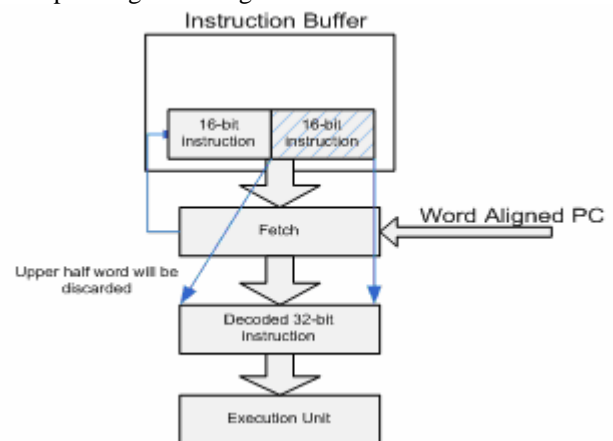 Instruction Buffer
16-bit
instruction
16-bit
instruction
Fetch
Word Aligned PC
Upper half word will be
discarded
Decoded 32-bit
instruction
Execution Unit